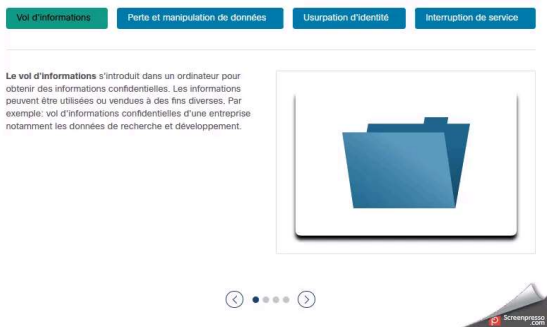 Vol d'informations
Perte et manipulation de données
Usurpation d'identité
Interruption de service
Le vol d'informations s'introduit dans un ordinateur pour
obtenir des informations confidentielles. Les informations
peuvent être utilisées ou vendues à des fins diverses. Par
exemple: vol d'informations confidentielles d'une entreprise
notamment les données de recherche et développement.
Screenpresso
.com